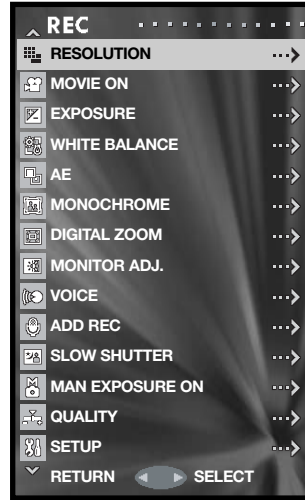 REC
RESOLUTION
MOVIE ON
EXPOSURE
WHITE BALANCE
AE
MONOCHROME
DIGITAL ZOOM
MONITOR ADJ.
VOICE
ADD REC
SLOW SHUTTER
MAN EXPOSURE ON
QUALITY
SETUP
RETURN SELECT